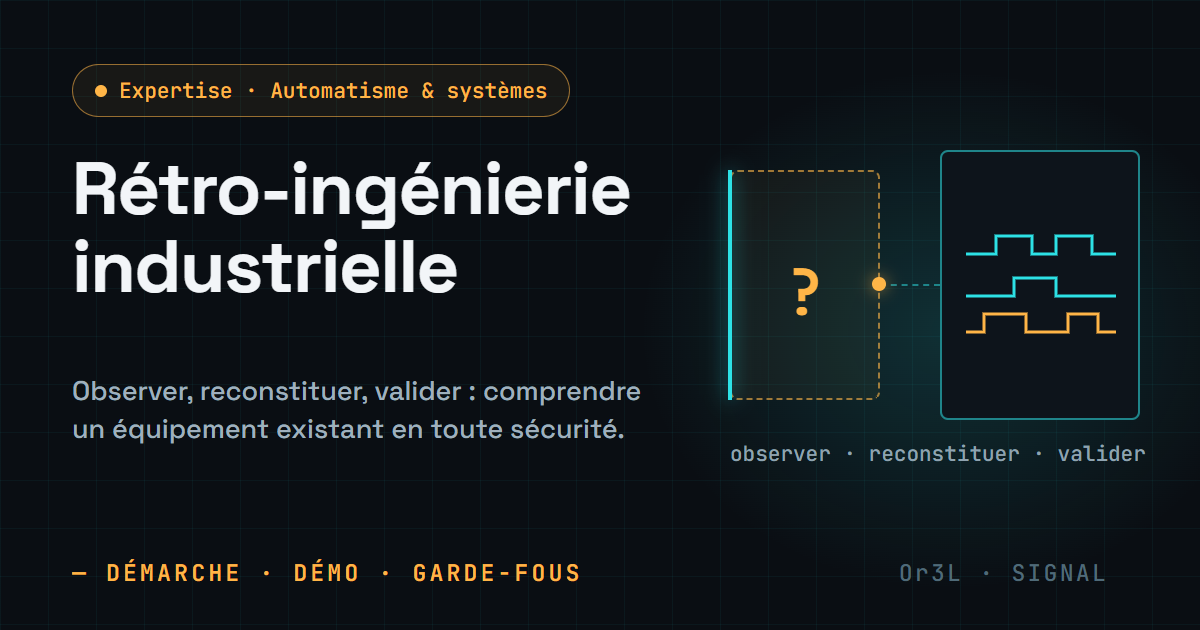 Expertise · Automatisme & systèmes
Rétro-ingénierie
industrielle
Observer, reconstituer, valider : comprendre
un équipement existant en toute sécurité.
?
observer · reconstituer · valider
— DÉMARCHE · DÉMO · GARDE-FOUS
Or3L · SIGNAL